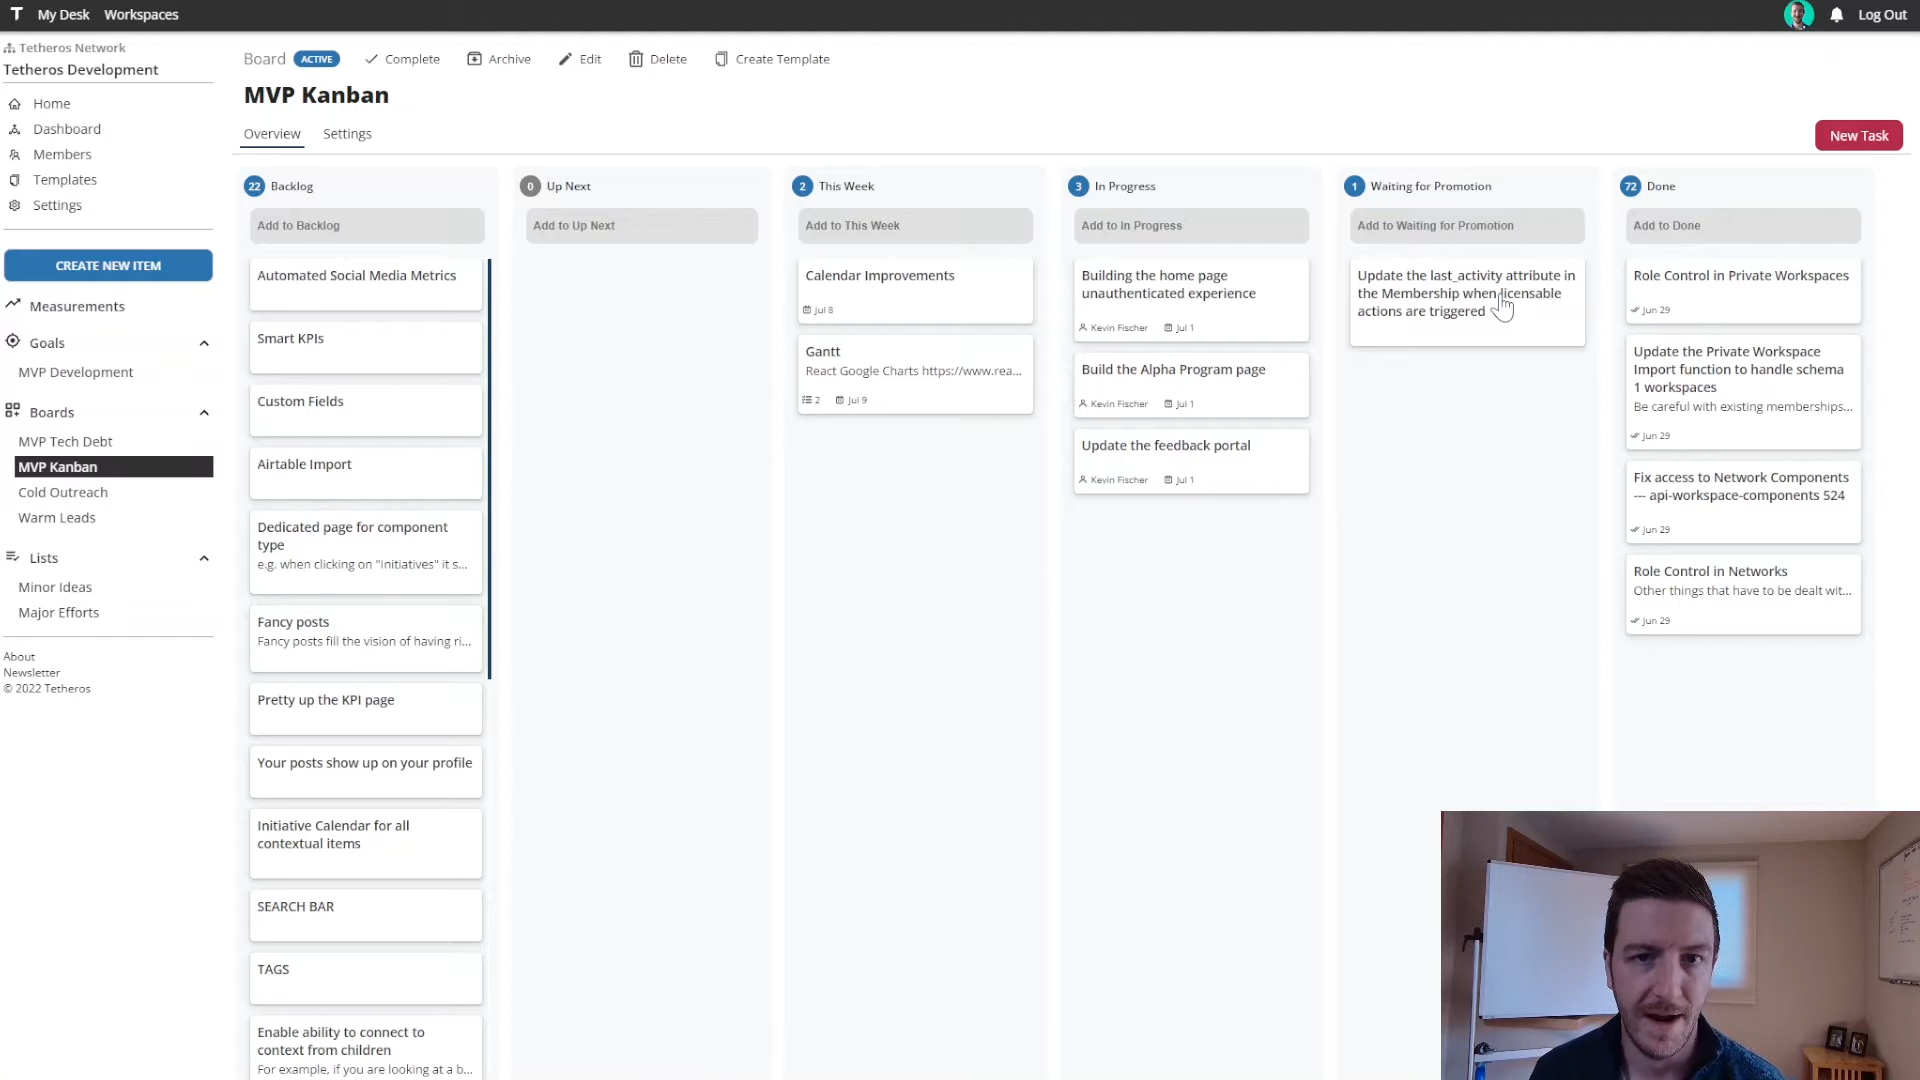 T My Desk Workspaces Log Out
Tetheros Network
Tetheros Development
Home
Dashboard
Members
Templates
Settings
CREATE NEW ITEM
Measurements
Goals
MVP Development
Boards
MVP Tech Debt
MVP Kanban
Cold Outreach
Warm Leads
Lists
Minor Ideas
Major Efforts
About
Newsletter
© 2022 Tetheros
Board ACTIVE Complete Archive Edit Delete Create Template
MVP Kanban
Overview Settings
New Task
22 Backlog
Add to Backlog
Automated Social Media Metrics
Smart KPIs
Custom Fields
Airtable Import
Dedicated page for component
type
e.g. when clicking on "Initiatives" it s...
Fancy posts
Fancy posts fill the vision of having ri...
Pretty up the KPI page
Your posts show up on your profile
Initiative Calendar for all
contextual items
SEARCH BAR
TAGS
Enable ability to connect to
context from children
For example, if you are looking at a b...
0 Up Next
Add to Up Next
2 This Week
Add to This Week
Calendar Improvements
Jul 8
Gantt
React Google Charts https://www.rea...
2 Jul 9
3 In Progress
Add to In Progress
Building the home page
unauthenticated experience
Kevin Fischer Jul 1
Build the Alpha Program page
Kevin Fischer Jul 1
Update the feedback portal
Kevin Fischer Jul 1
1 Waiting for Promotion
Add to Waiting for Promotion
Update the last_activity attribute in
the Membership when licensable
actions are triggered
72 Done
Add to Done
Role Control in Private Workspaces
Jun 29
Update the Private Workspace
Import function to handle schema
1 workspaces
Be careful with existing memberships...
Jun 29
Fix access to Network Components
--- api-workspace-components 524
Jun 29
Role Control in Networks
Other things that have to be dealt wit...
Jun 29